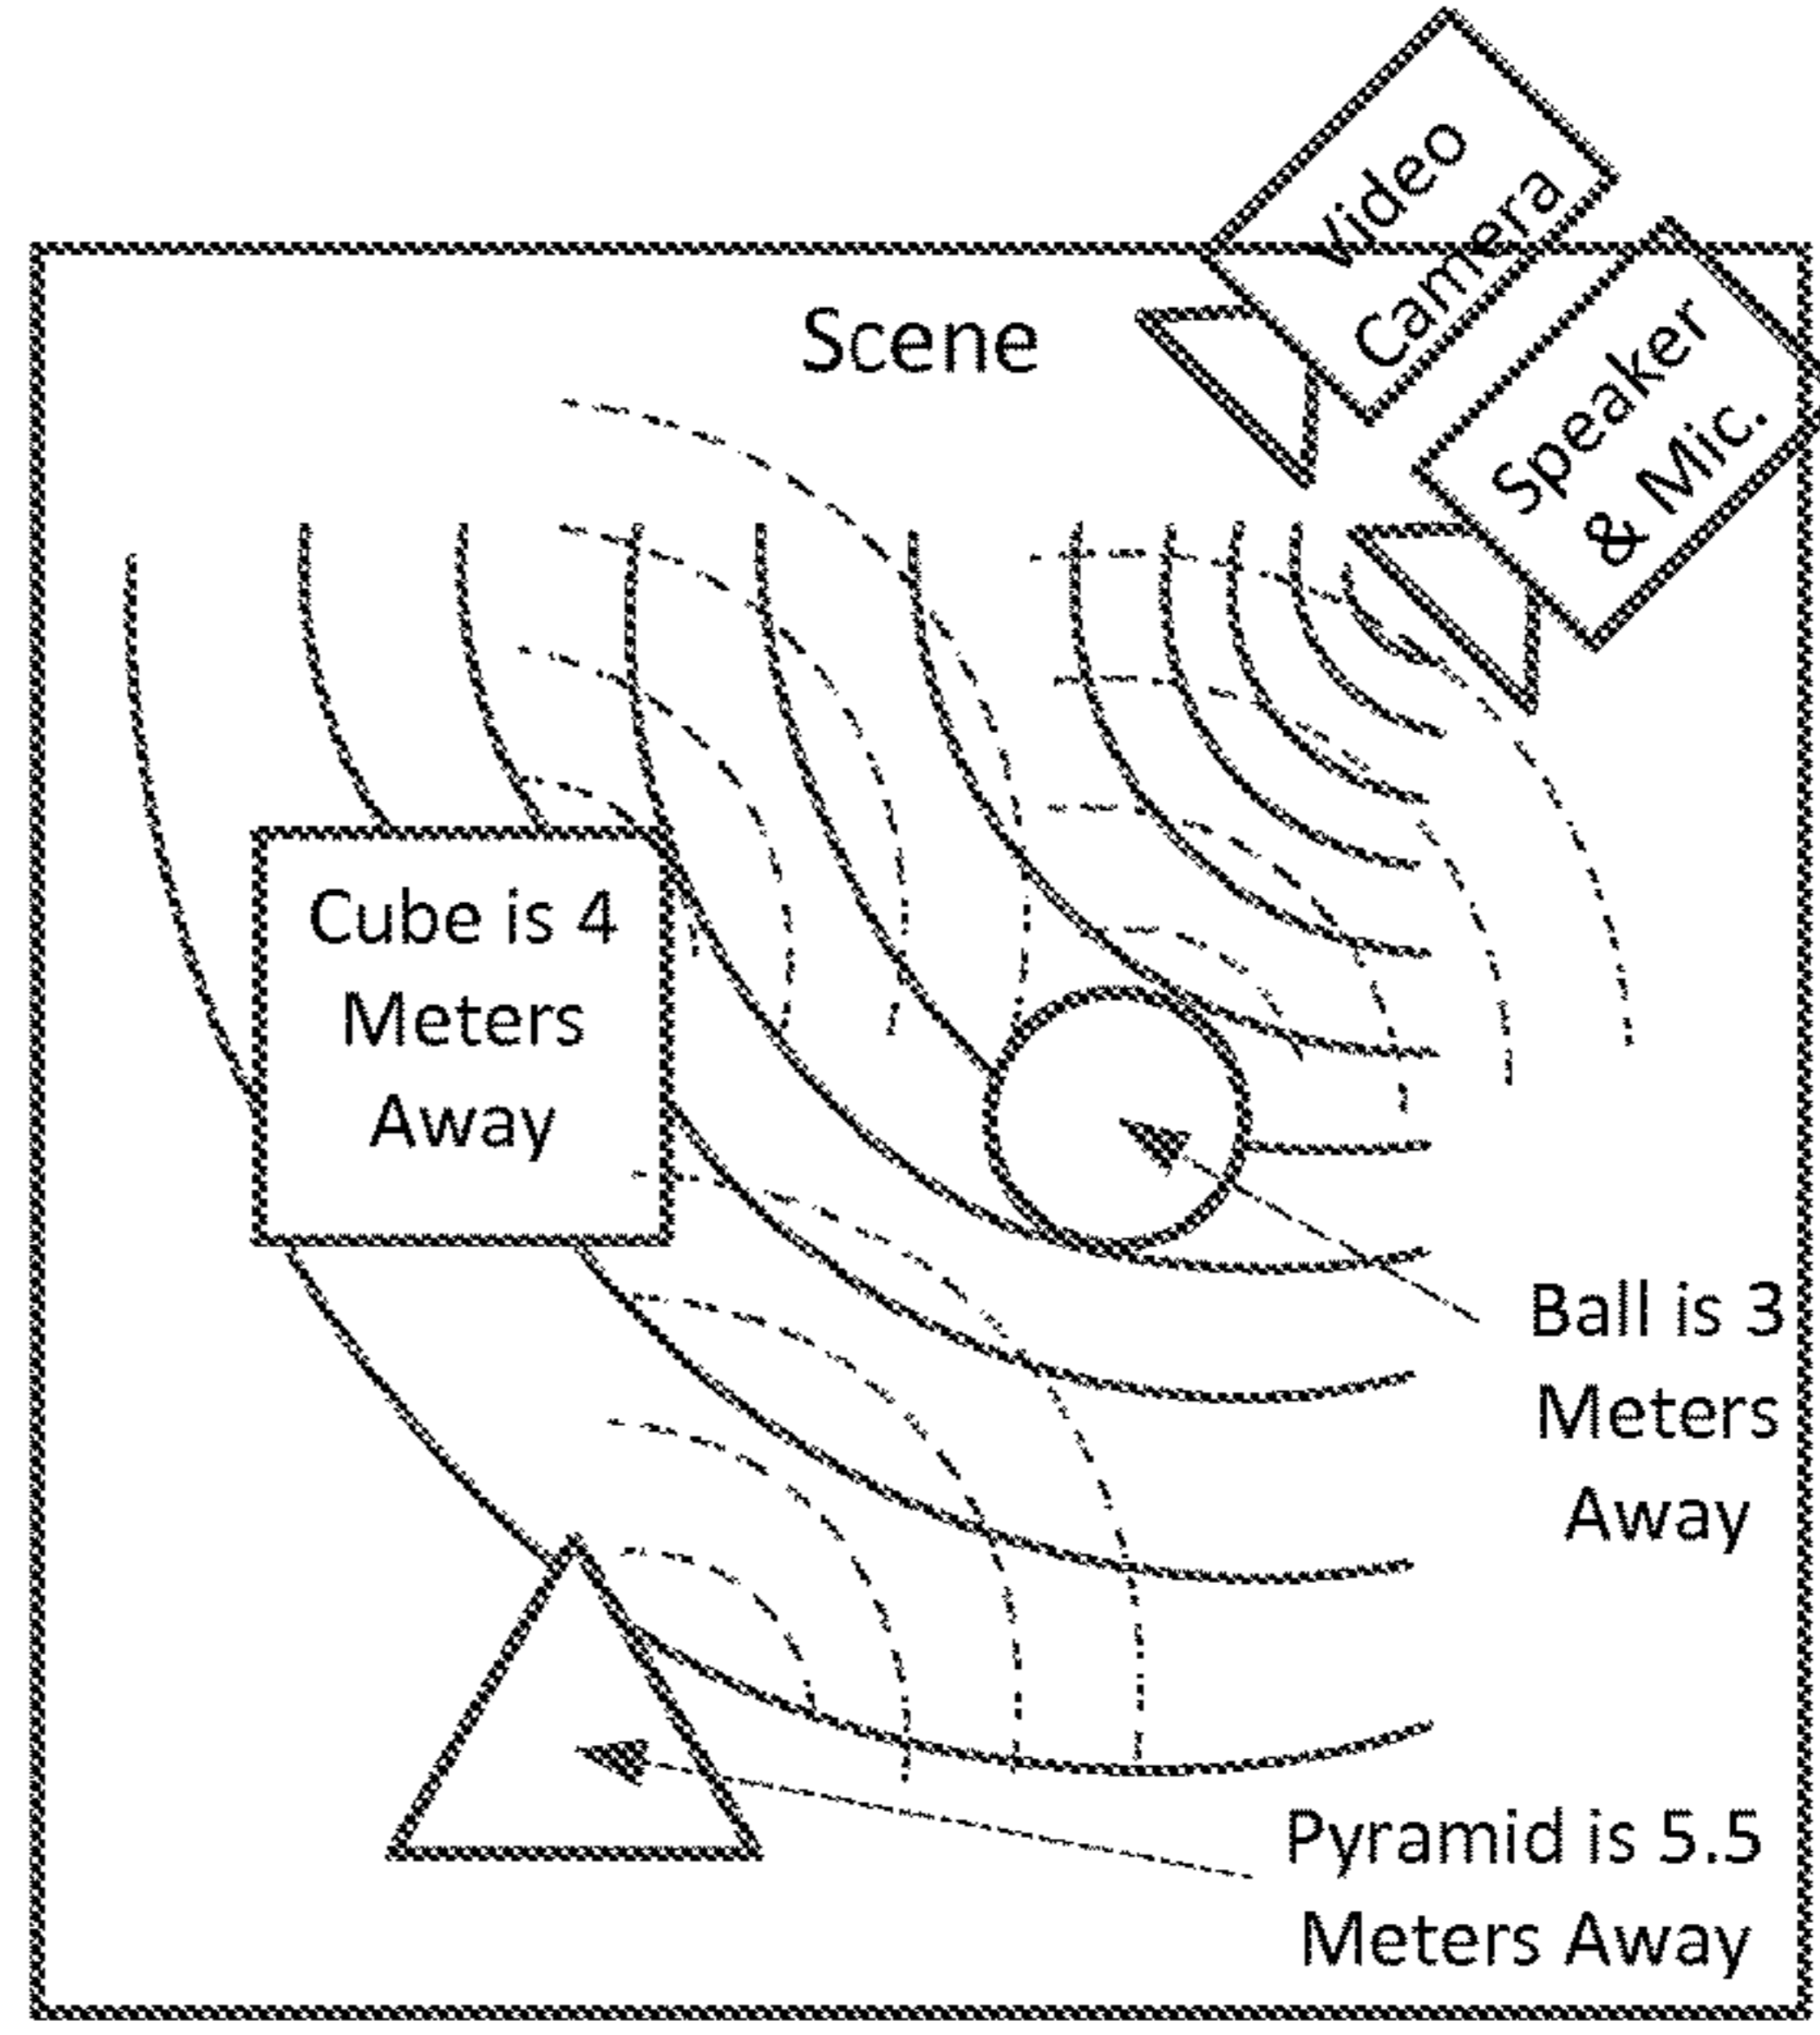 Video
Camera
Scene
Speaker
& Mic.
Cube is 4
Meters
Away
Ball is 3
Meters
Away
Pyramid is 5.5
Meters Away